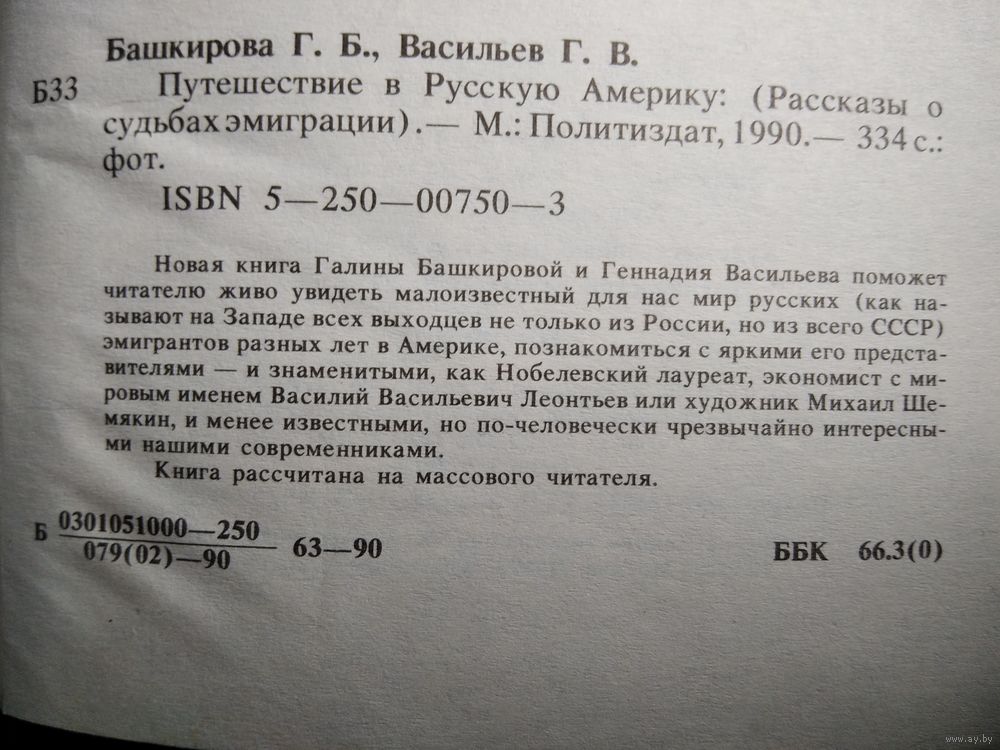 Башкирова Г. Б., Васильев Г. В.
Б33 Путешествие в Русскую Америку: (Рассказы о
судьбах эмиграции).— М.: Политиздат, 1990.— 334 с.:
фот.
ISBN 5—250—00750—3
Новая книга Галины Башкировой и Геннадия Васильева поможет
читателю живо увидеть малоизвестный для нас мир русских (как на-
зывают на Западе всех выходцев не только из России, но из всего СССР)
эмигрантов разных лет в Америке, познакомиться с яркими его предста-
вителями — и знаменитыми, как Нобелевский лауреат, экономист с ми-
ровым именем Василий Васильевич Леонтьев или художник Михаил Ше-
мякин, и менее известными, но по-человечески чрезвычайно интересны-
ми нашими современниками.
Книга рассчитана на массового читателя.
Б 0301051000—250
079(02)—90
63—90
ББК 66.3(0)
www.ay.by